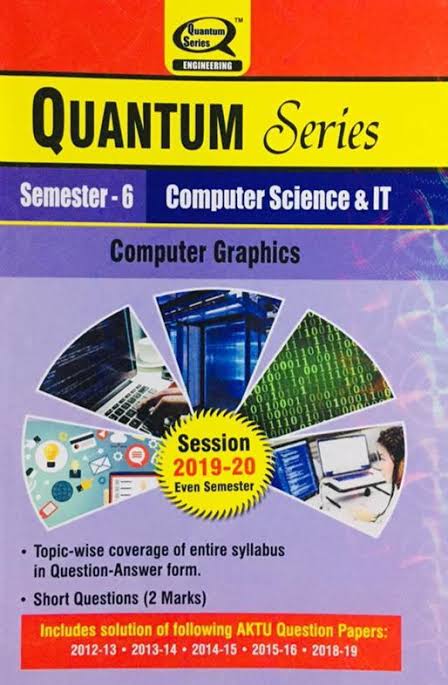 Quantum
Series
TM
ENGINEERING
QUANTUM Series
Semester - 6 Computer Science & IT
Computer Graphics
Session
2019-20
Even Semester
• Topic-wise coverage of entire syllabus
in Question-Answer form.
• Short Questions (2 Marks)
Includes solution of following AKTU Question Papers:
2012-13 • 2013-14 • 2014-15 • 2015-16 • 2018-19